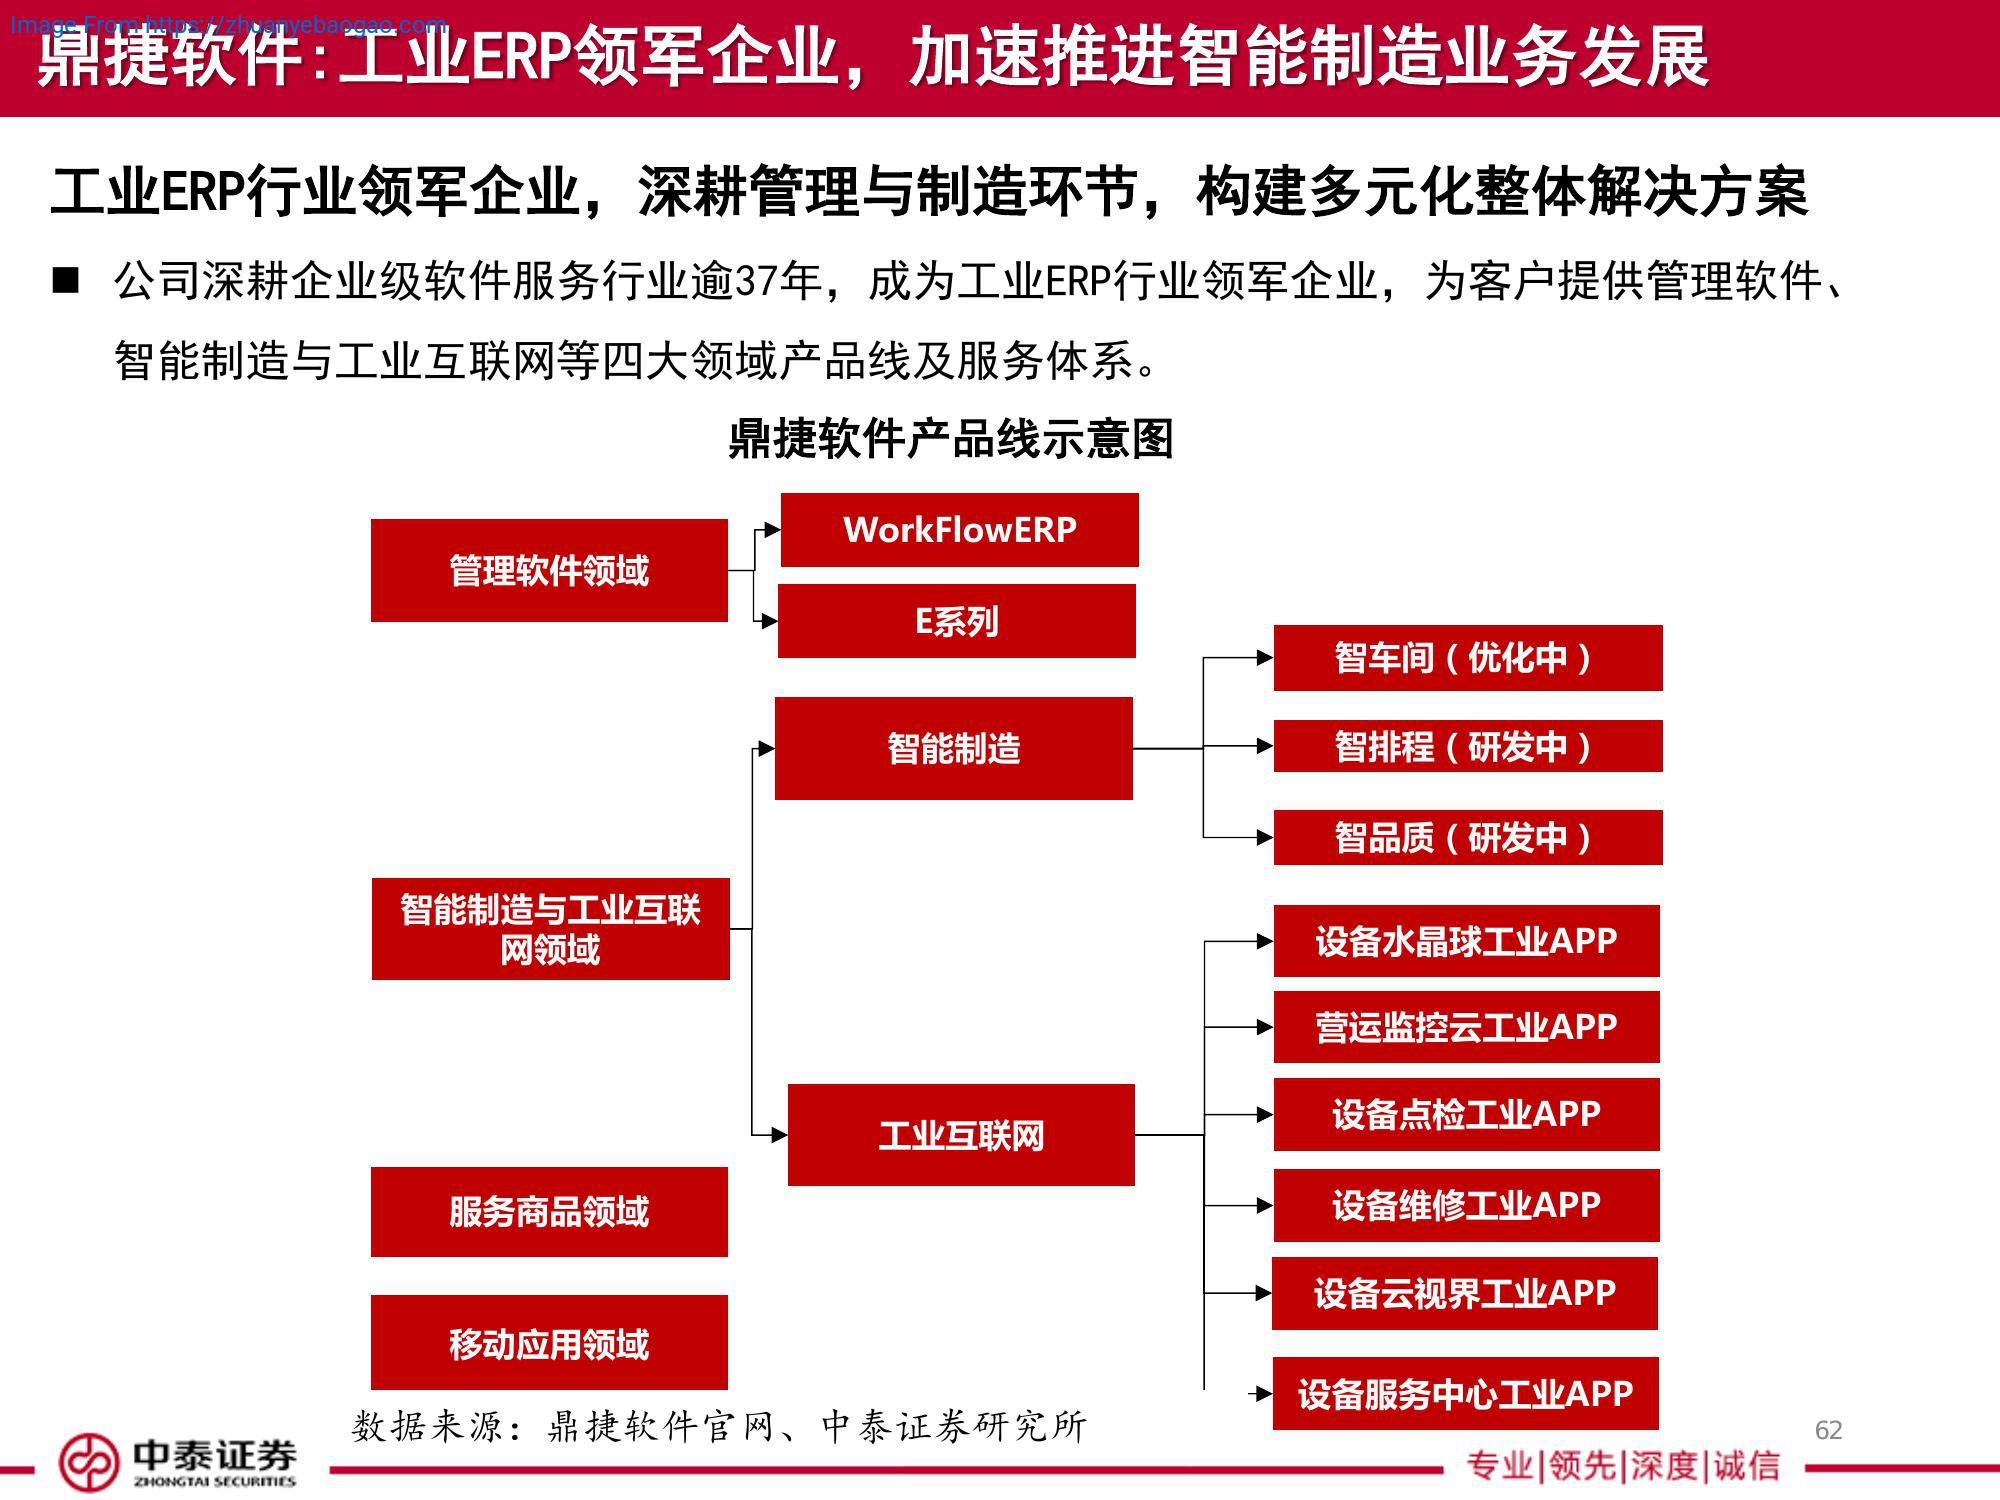 Image From https://zhuanyebaogao.com
鼎捷软件:工业ERP领军企业，加速推进智能制造业务发展
工业ERP行业领军企业，深耕管理与制造环节，构建多元化整体解决方案
■ 公司深耕企业级软件服务行业逾37年，成为工业ERP行业领军企业，为客户提供管理软件、
智能制造与工业互联网等四大领域产品线及服务体系。
鼎捷软件产品线示意图
管理软件领域
WorkFlowERP
E系列
智能制造与工业互联
网领域
智能制造
智车间（优化中）
智排程（研发中）
智品质（研发中）
工业互联网
设备水晶球工业APP
营运监控云工业APP
设备点检工业APP
设备维修工业APP
设备云视界工业APP
设备服务中心工业APP
服务商品领域
移动应用领域
数据来源：鼎捷软件官网、中泰证券研究所
62
中泰证券
ZHONGTAI SECURITIES
专业|领先|深度|诚信